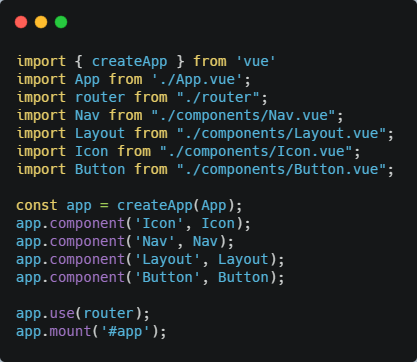 import { createApp } from 'vue'
import App from './App.vue';
import router from "./router";
import Nav from "./components/Nav.vue";
import Layout from "./components/Layout.vue";
import Icon from "./components/Icon.vue";
import Button from "./components/Button.vue";

const app = createApp(App);
app.component('Icon', Icon);
app.component('Nav', Nav);
app.component('Layout', Layout);
app.component('Button', Button);

app.use(router);
app.mount('#app');